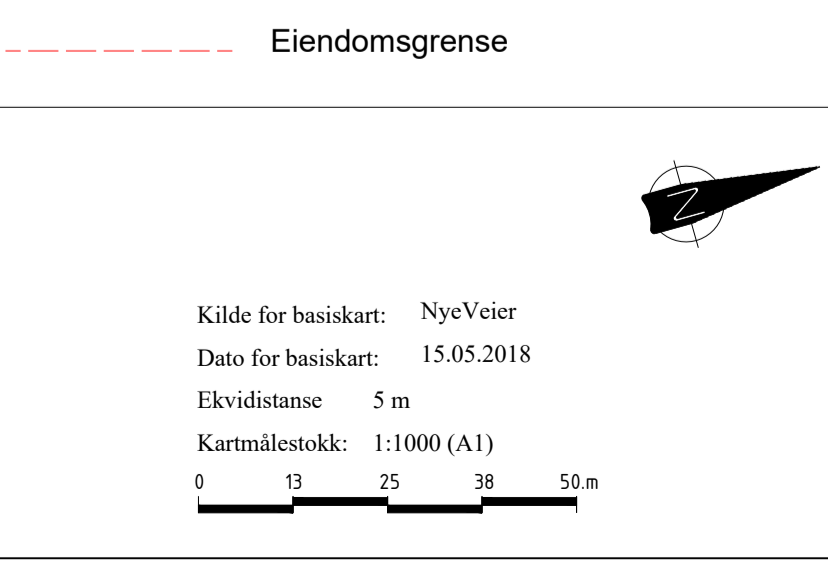 Eiendomsgrense
N
Kilde for basiskart: NyeVeier
Dato for basiskart: 15.05.2018
Ekvidistanse 5 m
Kartmålestokk: 1:1000 (A1)
0 13 25 38 50.m